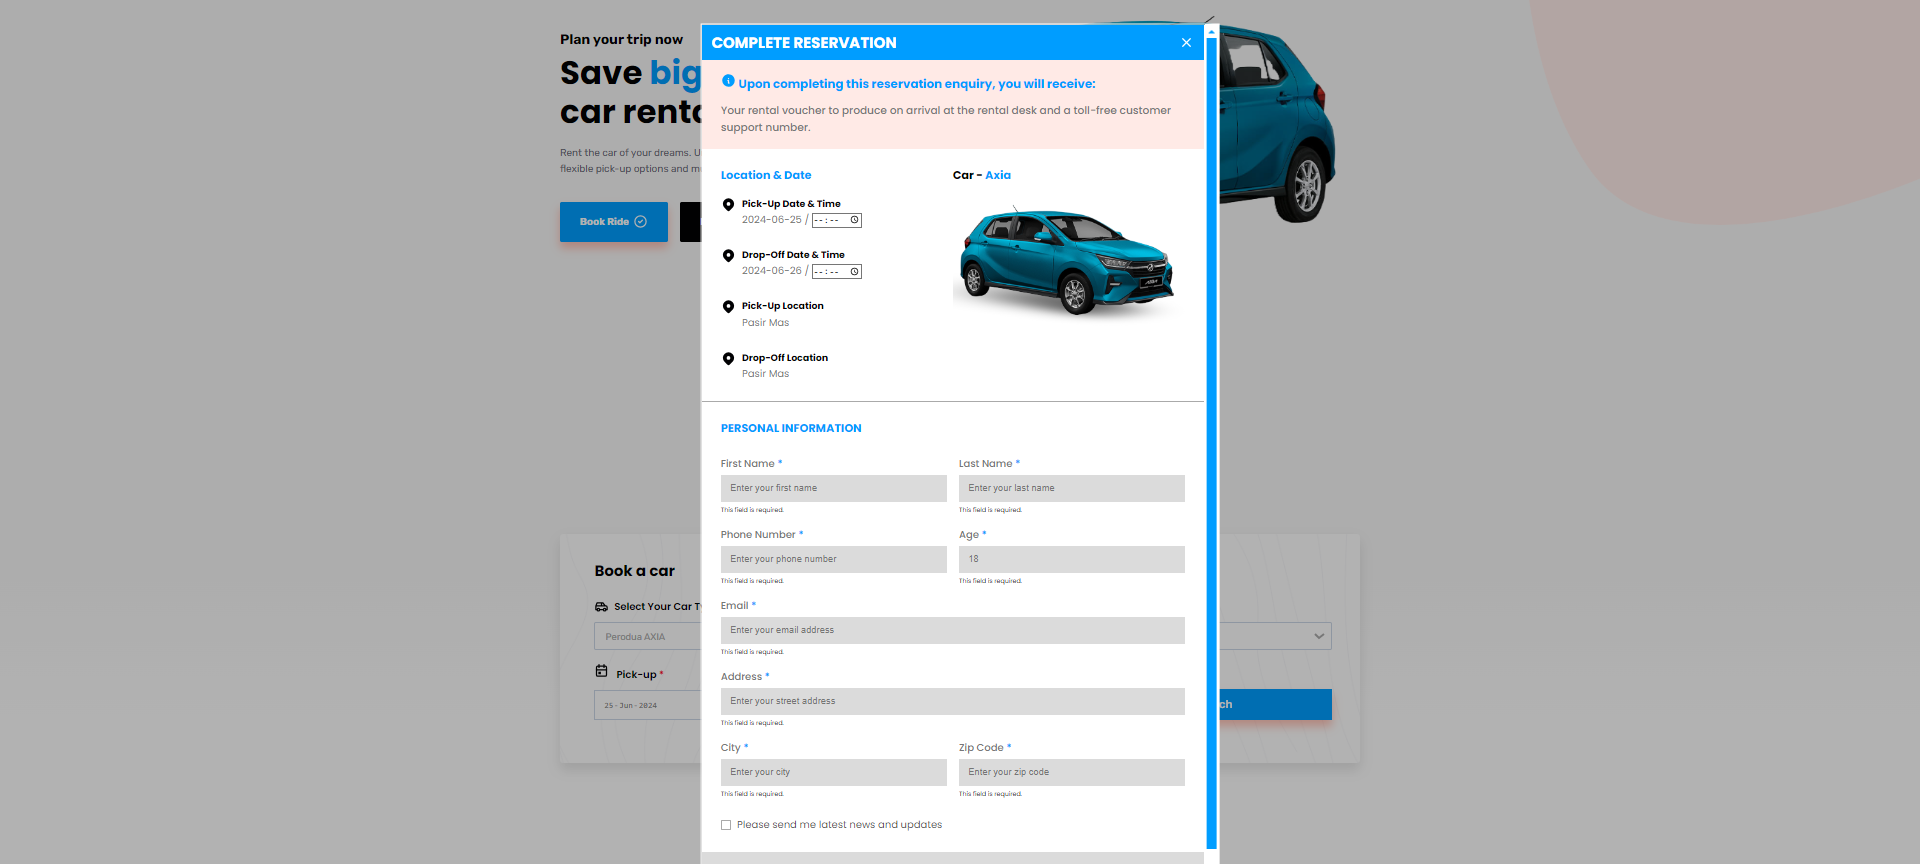 Plan your trip now
Save big
car renta
Rent the car of your dreams. U
flexible pick-up options and m
Book Ride
COMPLETE RESERVATION
Upon completing this reservation enquiry, you will receive:
Your rental voucher to produce on arrival at the rental desk and a toll-free customer
support number.
Location & Date
Pick-Up Date & Time
2024-06-25 / --:--
Drop-Off Date & Time
2024-06-26 / --:--
Pick-Up Location
Pasir Mas
Drop-Off Location
Pasir Mas
Car - Axia
PERSONAL INFORMATION
First Name * Last Name *
Enter your first name Enter your last name
This field is required. This field is required.
Phone Number * Age *
Enter your phone number 18
This field is required. This field is required.
Email *
Enter your email address
This field is required.
Address *
Enter your street address
This field is required.
City * Zip Code *
Enter your city Enter your zip code
This field is required. This field is required.
Please send me latest news and updates
Book a car
Select Your Car T
Perodua AXIA
Pick-up *
25-Jun-2024
ch